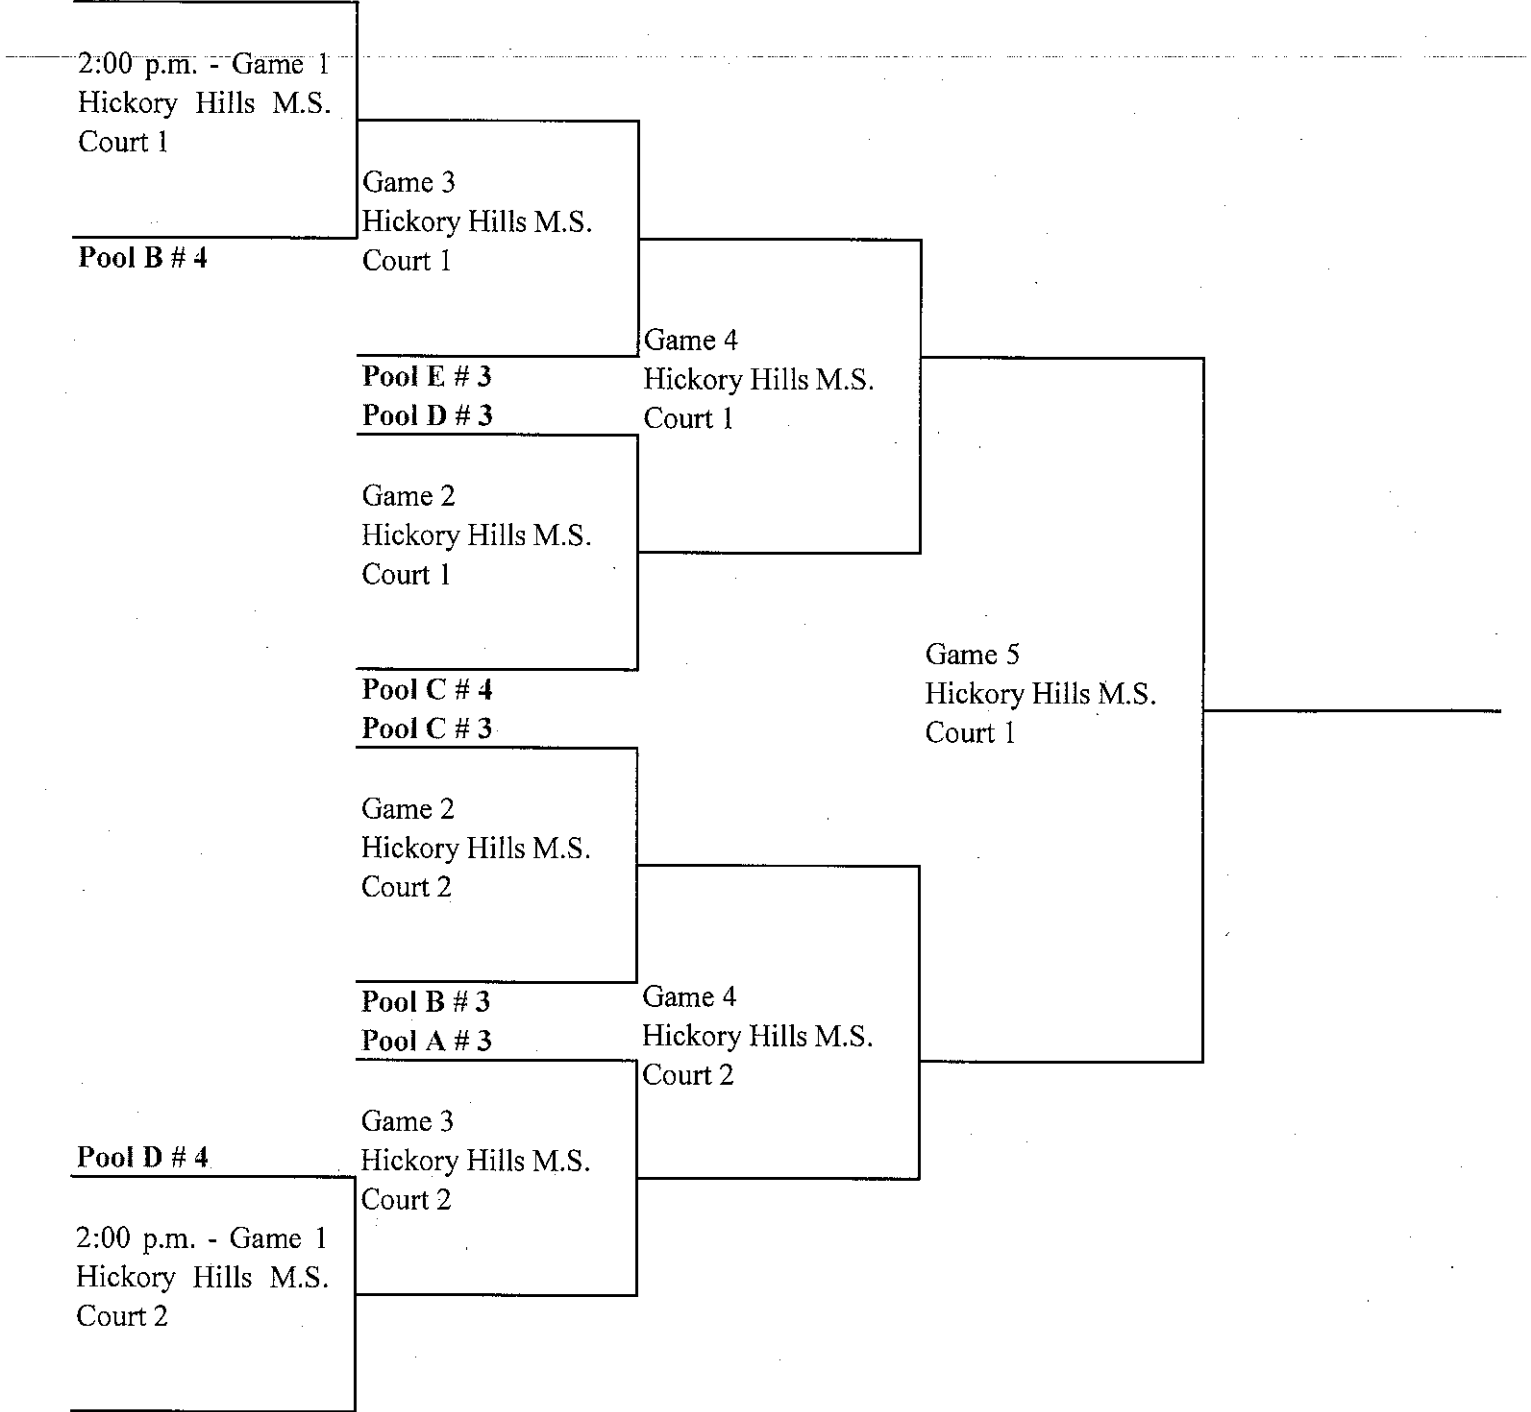 2:00 p.m. - Game 1
Hickory Hills M.S.
Court 1
Pool B # 4
Game 3
Hickory Hills M.S.
Court 1
Pool E # 3
Pool D # 3
Game 4
Hickory Hills M.S.
Court 1
Game 2
Hickory Hills M.S.
Court 1
Pool C # 4
Pool C # 3
Game 5
Hickory Hills M.S.
Court 1
Game 2
Hickory Hills M.S.
Court 2
Pool B # 3
Pool A # 3
Game 4
Hickory Hills M.S.
Court 2
Game 3
Hickory Hills M.S.
Court 2
Pool D # 4
2:00 p.m. - Game 1
Hickory Hills M.S.
Court 2